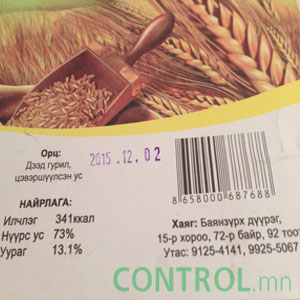 Орц:
Дээд гурил,
цэвэршүүлсэн ус
2015.12.02
НАЙРЛАГА:
Илчлэг 341ккал
Нүүрс ус 73%
Уураг 13.1%
8658000687688
Хаяг: Баянзүрх дүүрэг,
15-р хороо, 72-р байр, 92 тоот
Утас: 9125-4141, 9925-5067
CONTROL.mn